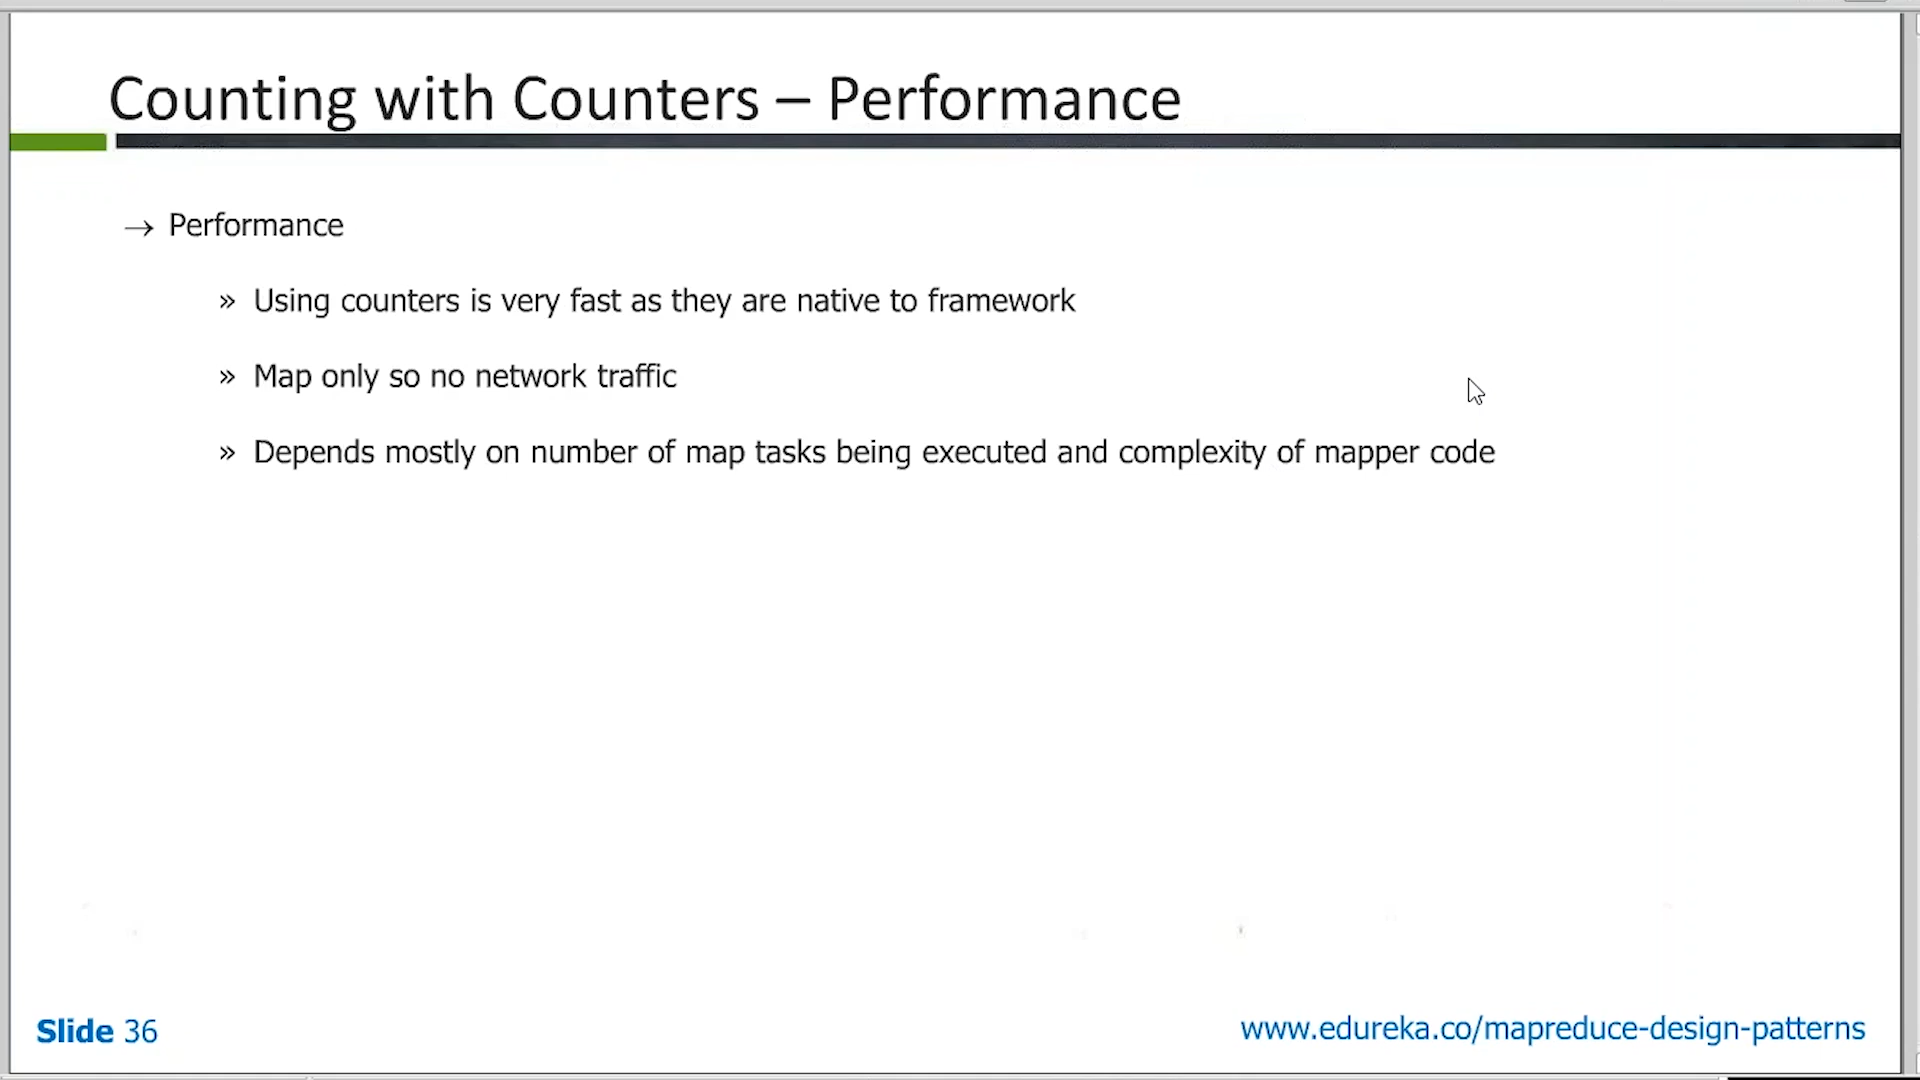 Counting with Counters – Performance
→ Performance
» Using counters is very fast as they are native to framework
» Map only so no network traffic
» Depends mostly on number of map tasks being executed and complexity of mapper code
Slide 36
www.edureka.co/mapreduce-design-patterns